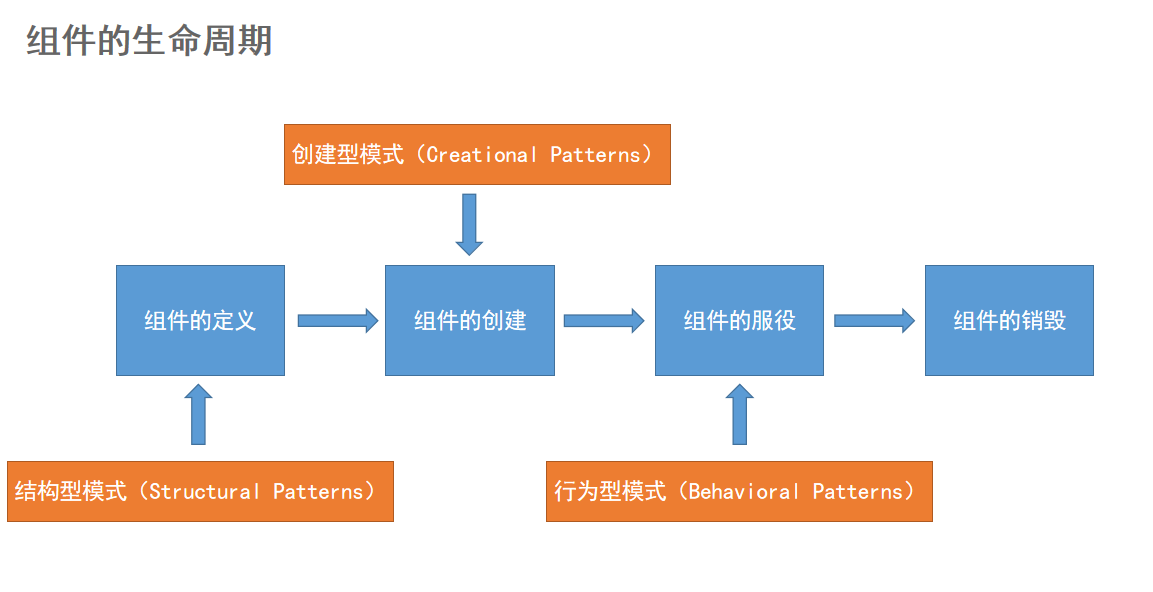 组件的生命周期
创建型模式（Creational Patterns）
组件的定义
组件的创建
组件的服役
组件的销毁
结构型模式（Structural Patterns）
行为型模式（Behavioral Patterns）